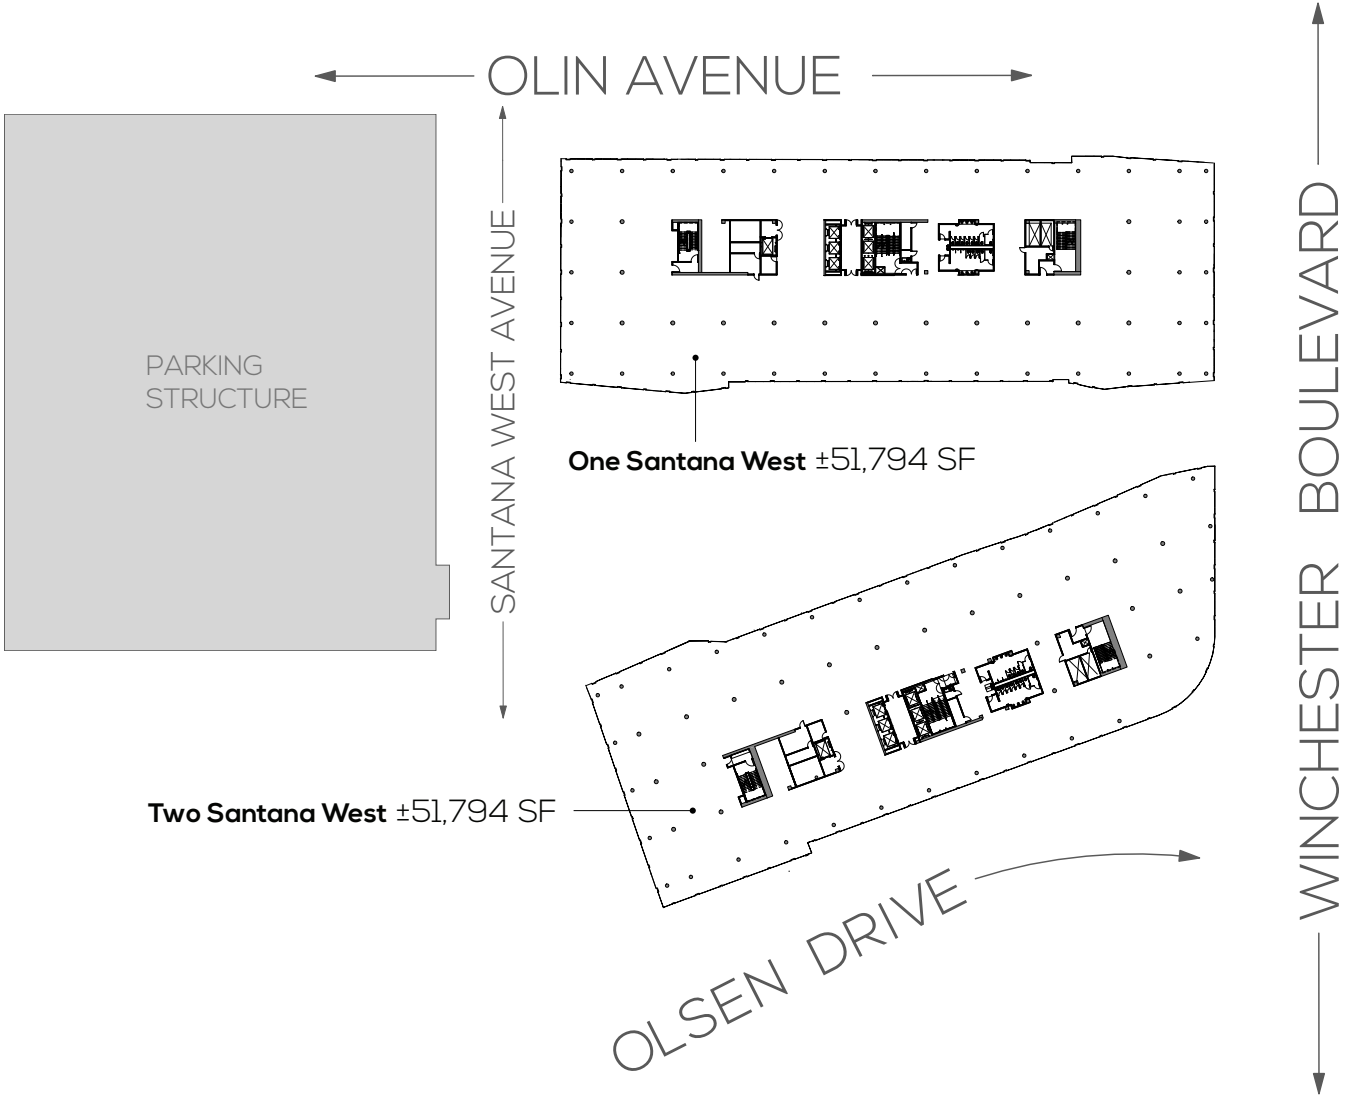 OLIN AVENUE
SANTANA WEST AVENUE
WINCHESTER BOULEVARD
PARKING
STRUCTURE
One Santana West ±51,794 SF
Two Santana West ±51,794 SF
OLSEN DRIVE